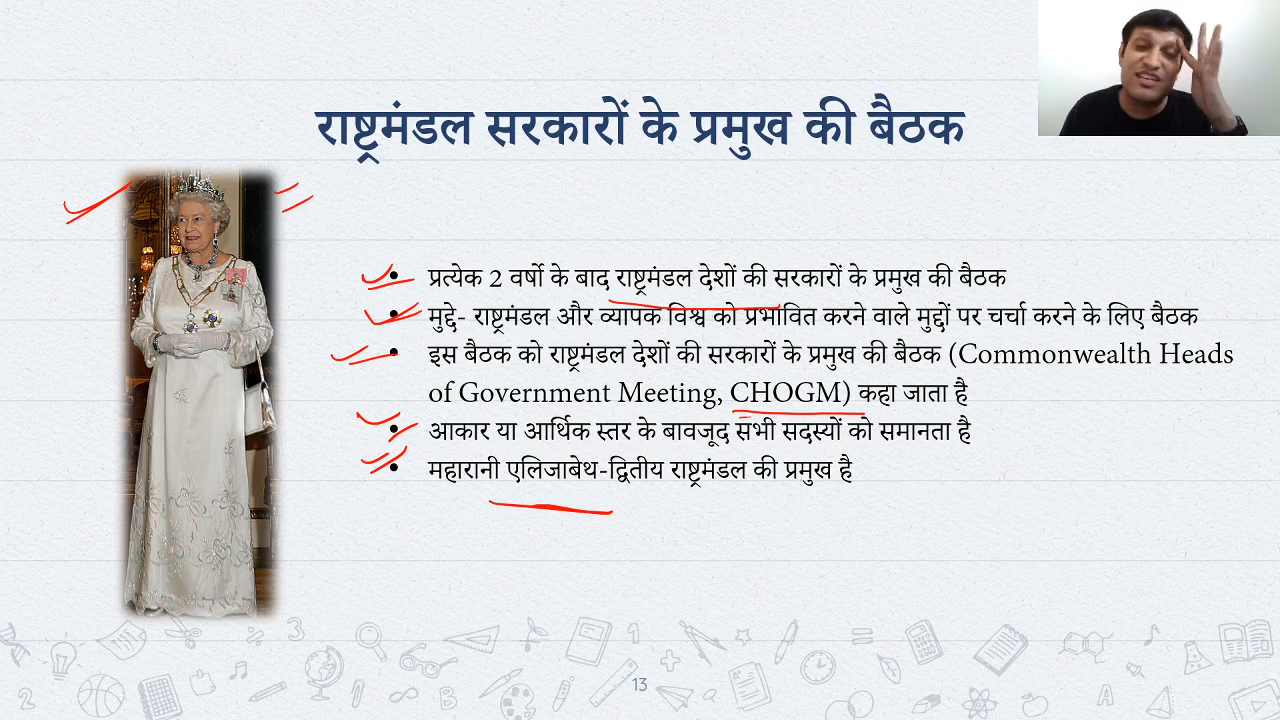 राष्ट्रमंडल सरकारों के प्रमुख की बैठक
• प्रत्येक 2 वर्षो के बाद राष्ट्रमंडल देशों की सरकारों के प्रमुख की बैठक
• मुद्दे- राष्ट्रमंडल और व्यापक विश्व को प्रभावित करने वाले मुद्दों पर चर्चा करने के लिए बैठक
• इस बैठक को राष्ट्रमंडल देशों की सरकारों के प्रमुख की बैठक (Commonwealth Heads
of Government Meeting, CHOGM) कहा जाता है
• आकार या आर्थिक स्तर के बावजूद सभी सदस्यों को समानता है
• महारानी एलिजाबेथ-द्वितीय राष्ट्रमंडल की प्रमुख है
13